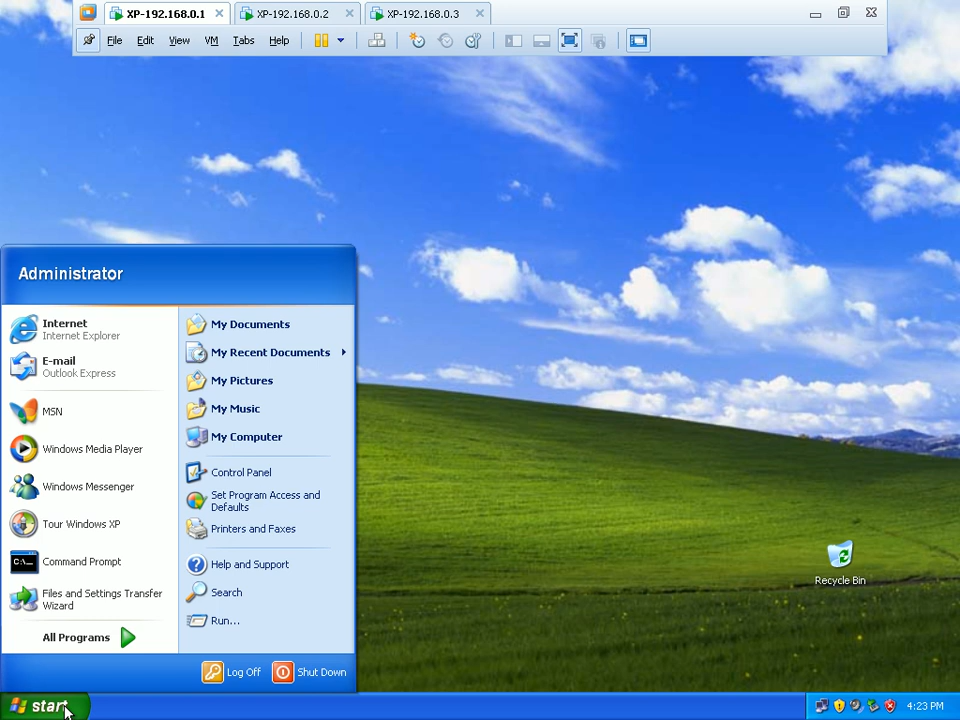 XP-192.168.0.1
XP-192.168.0.2
XP-192.168.0.3
File Edit View VM Tabs Help
Administrator
Internet
Internet Explorer
E-mail
Outlook Express
MSN
Windows Media Player
Windows Messenger
Tour Windows XP
C:\_
Command Prompt
Files and Settings Transfer
Wizard
All Programs
My Documents
My Recent Documents
My Pictures
My Music
My Computer
Control Panel
Set Program Access and
Defaults
Printers and Faxes
Help and Support
Search
Run...
Log Off
Shut Down
Recycle Bin
start
4:23 PM